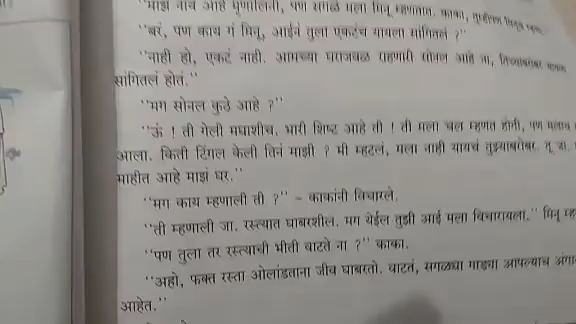 "माझं नाव आहे मृणालिनी, पण सगळे मला मिनू म्हणतात. काका, तुम्हीपण
"बरं, पण काय गं मिनू, आईनं तुला एकटंच यायला सांगितलं ?"
"नाही हो, एकटं नाही. आमच्या घराजवळ राहणारी सोनल आहे ना,
सांगितलं होतं."
"मग सोनल कुठे आहे ?"
"ऊं ! ती गेली मघाशीच. भारी शिष्ट आहे ती ! ती मला चल म्हणत होती, पण मलाच
आला. किती टिंगल केली तिनं माझी ? मी म्हटलं, मला नाही यायचं तुझ्याबरोबर. तू जा.
माहीत आहे माझं घर."
"मग काय म्हणाली ती ?" – काकांनी विचारले.
"ती म्हणाली जा. रस्त्यात घाबरशील. मग येईल तुझी आई मला विचारायला." मिनू
"पण तुला तर रस्त्याची भीती वाटते ना ?" काका.
"अहो, फक्त रस्ता ओलांडताना जीव घाबरतो. वाटतं, सगळ्या गाड्या आपल्याच
आहेत."